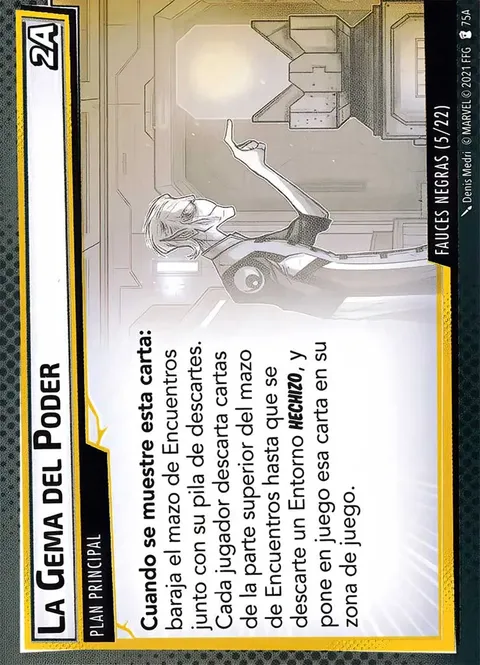 LA GEMA DEL PODER
2A
PLAN PRINCIPAL
Cuando se muestre esta carta:
baraja el mazo de Encuentros
junto con su pila de descartes.
Cada jugador descarta cartas
de la parte superior del mazo
de Encuentros hasta que se
descarte un Entorno HECHIZO, y
pone en juego esa carta en su
zona de juego.
FAUCES NEGRAS (5/22)
Denis Medri © MARVEL © 2021 FFG 75A